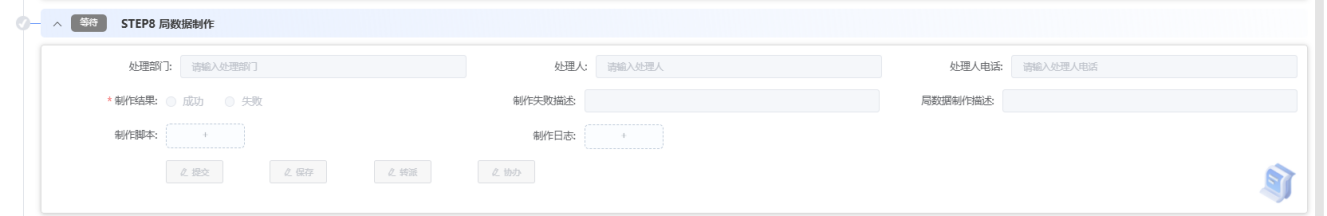 等待 STEP8 局数据制作
处理部门: 请输入处理部门 处理人: 请输入处理人 处理人电话: 请输入处理人电话
* 制作结果: 成功 失败 制作失败描述: 局数据制作描述:
制作脚本: + 制作日志: +
提交 保存 转派 协办